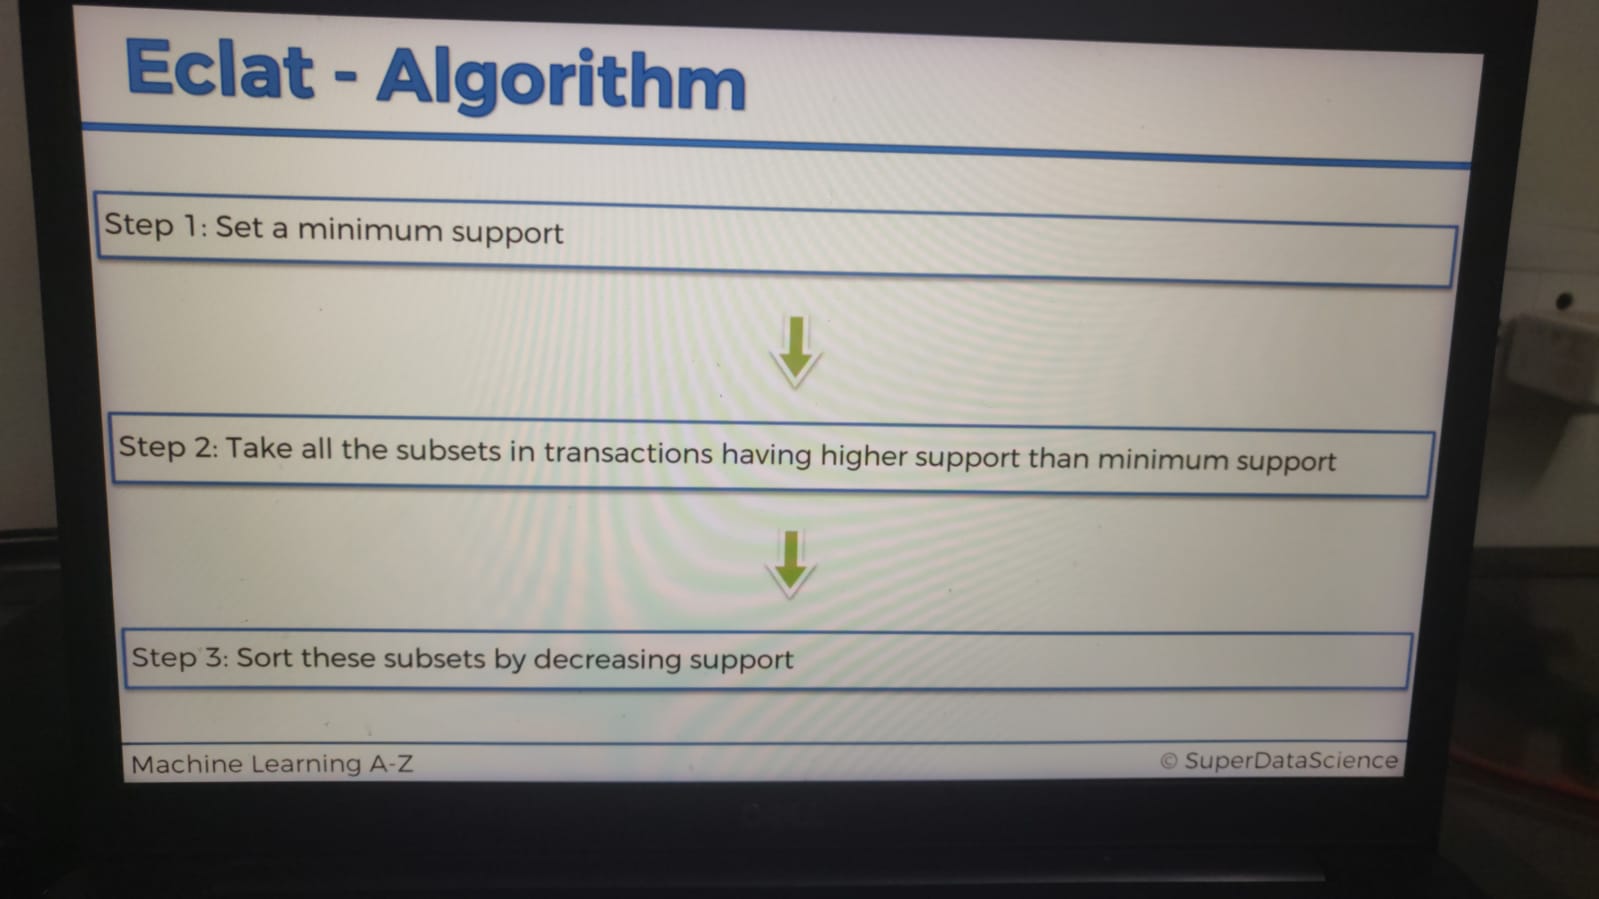 Eclat - Algorithm
Step 1: Set a minimum support
Step 2: Take all the subsets in transactions having higher support than minimum support
Step 3: Sort these subsets by decreasing support
Machine Learning A-Z
© SuperDataScience